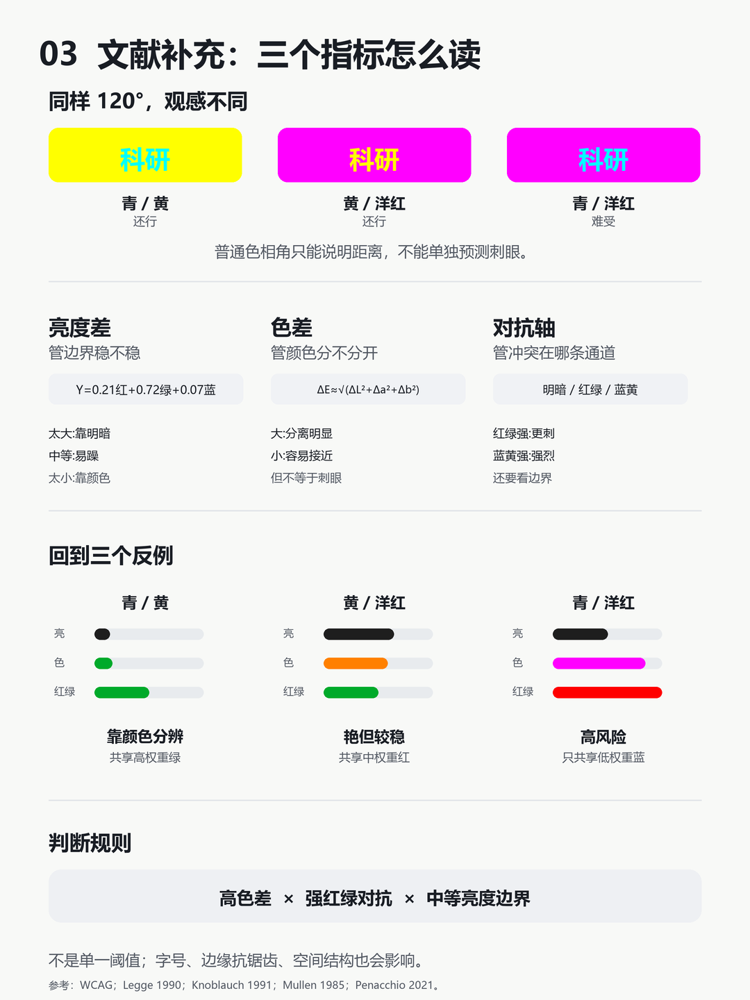 03 文献补充：三个指标怎么读
同样 120°，观感不同
科研
科研
科研
青 / 黄
黄 / 洋红
青 / 洋红
还行
还行
难受
普通色相角只能说明距离，不能单独预测刺眼。
亮度差
色差
对抗轴
管边界稳不稳
管颜色分不分开
管冲突在哪条通道
Y=0.21红+0.72绿+0.07蓝
ΔE≈√(ΔL²+Δa²+Δb²)
明暗 / 红绿 / 蓝黄
太大:靠明暗
大:分离明显
红绿强:更刺
中等:易躁
小:容易接近
蓝黄强:强烈
太小:靠颜色
但不等于刺眼
还要看边界
回到三个反例
青 / 黄
黄 / 洋红
青 / 洋红
亮
亮
亮
色
色
色
红绿
红绿
红绿
靠颜色分辨
艳但较稳
高风险
共享高权重绿
共享中权重红
只共享低权重蓝
判断规则
高色差 × 强红绿对抗 × 中等亮度边界
不是单一阈值；字号、边缘抗锯齿、空间结构也会影响。
参考：WCAG；Legge 1990；Knoblauch 1991；Mullen 1985；Penacchio 2021。